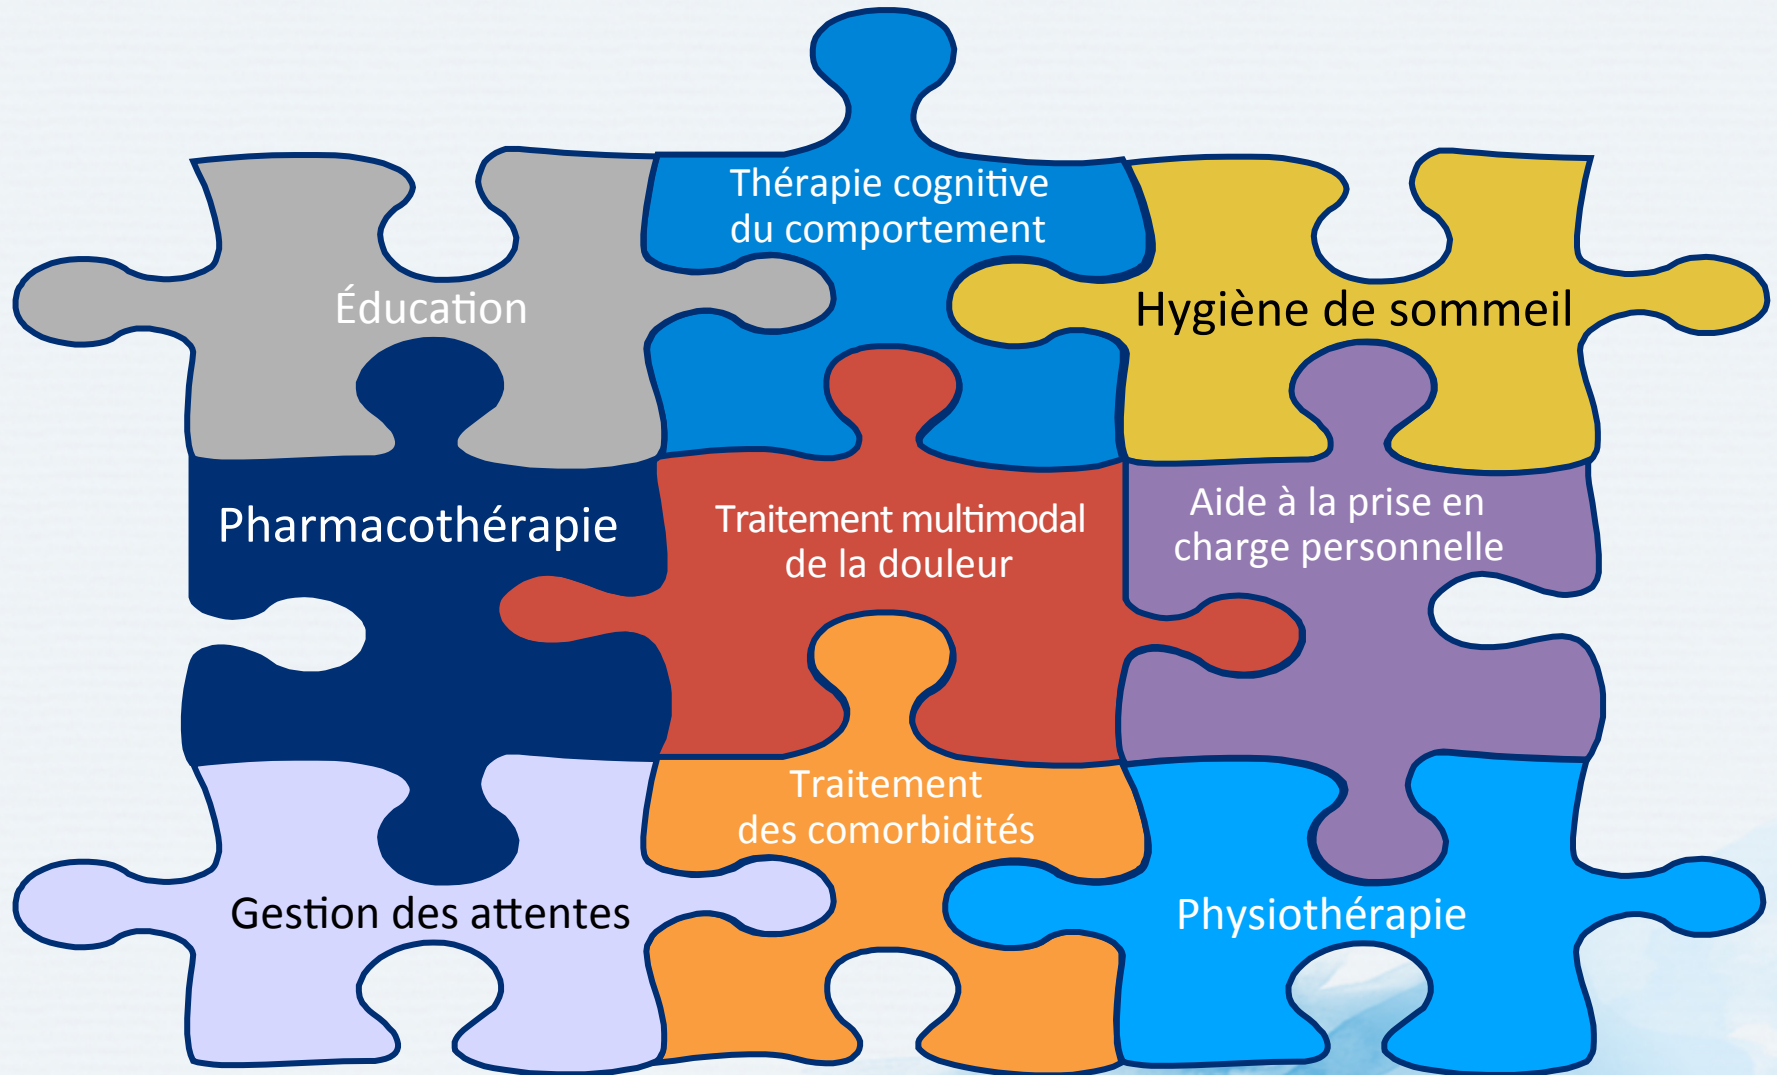 Thérapie cognitive
du comportement
Éducation
Hygiène de sommeil
Pharmacothérapie
Traitement multimodal
de la douleur
Aide à la prise en
charge personnelle
Traitement
des comorbidités
Gestion des attentes
Physiothérapie